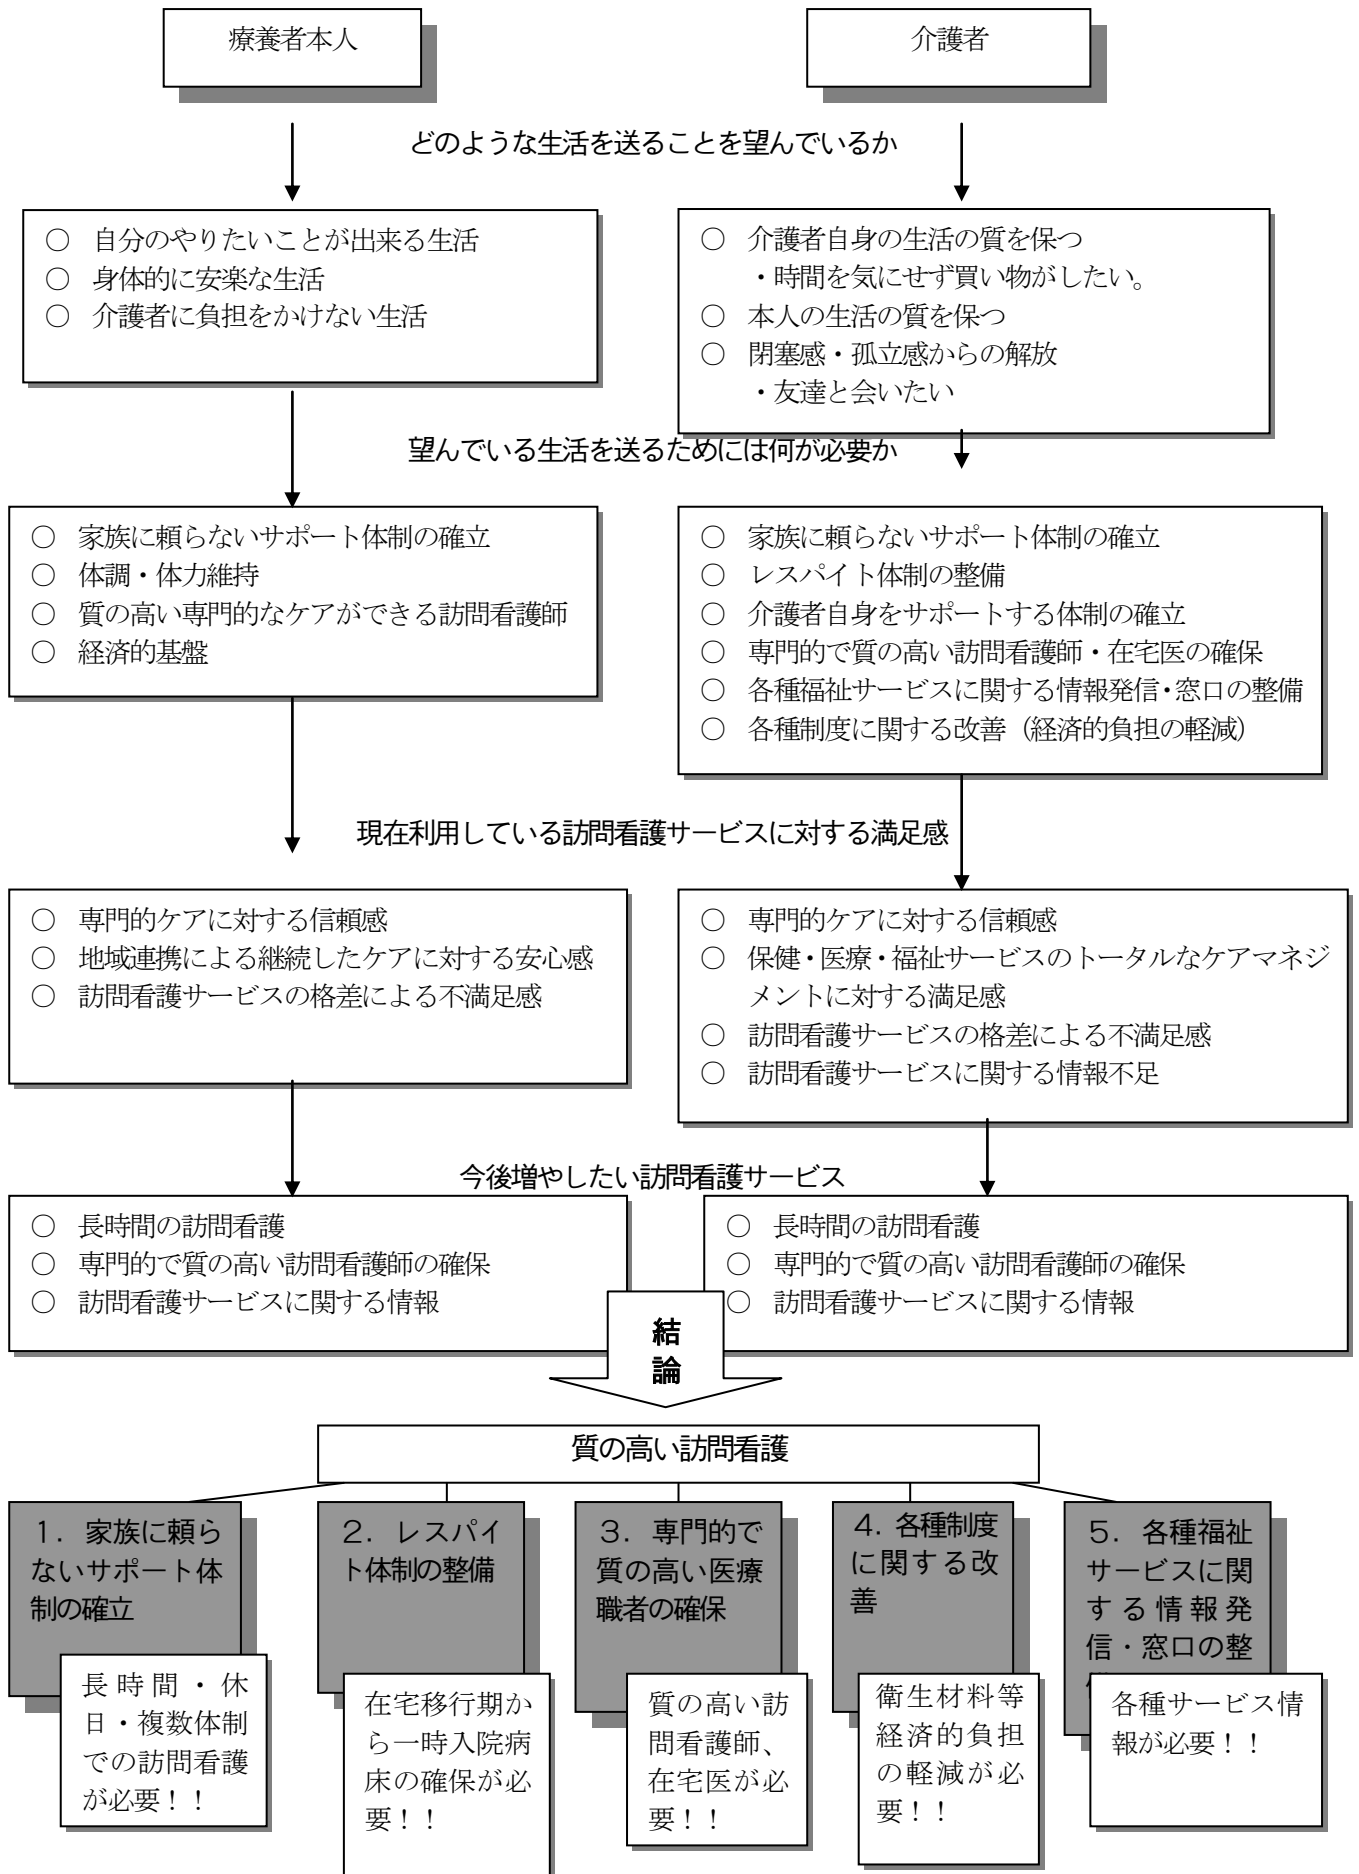 療養者本人
介護者
どのような生活を送ることを望んでいるか
○ 自分のやりたいことが出来る生活
○ 身体的に安楽な生活
○ 介護者に負担をかけない生活
○ 介護者自身の生活の質を保つ
・時間を気にせず買い物がしたい。
○ 本人の生活の質を保つ
○ 閉塞感・孤立感からの解放
・友達と会いたい
望んでいる生活を送るためには何が必要か
○ 家族に頼らないサポート体制の確立
○ 体調・体力維持
○ 質の高い専門的なケアができる訪問看護師
○ 経済的基盤
○ 家族に頼らないサポート体制の確立
○ レスパイト体制の整備
○ 介護者自身をサポートする体制の確立
○ 専門的で質の高い訪問看護師・在宅医の確保
○ 各種福祉サービスに関する情報発信・窓口の整備
○ 各種制度に関する改善（経済的負担の軽減）
現在利用している訪問看護サービスに対する満足感
○ 専門的ケアに対する信頼感
○ 地域連携による継続したケアに対する安心感
○ 訪問看護サービスの格差による不満足感
○ 専門的ケアに対する信頼感
○ 保健・医療・福祉サービスのトータルなケアマネジ
メントに対する満足感
○ 訪問看護サービスの格差による不満足感
○ 訪問看護サービスに関する情報不足
今後増やしたい訪問看護サービス
○ 長時間の訪問看護
○ 専門的で質の高い訪問看護師の確保
○ 訪問看護サービスに関する情報
○ 長時間の訪問看護
○ 専門的で質の高い訪問看護師の確保
○ 訪問看護サービスに関する情報
結
論
質の高い訪問看護
１．家族に頼ら
ないサポート体
制の確立
長時間・休
日・複数体制
での訪問看護
が必要！！
２．レスパイ
ト体制の整備
在宅移行期か
ら一時入院病
床の確保が必
要！！
３．専門的で
質の高い医療
職者の確保
質の高い訪
問看護師、
在宅医が必
要！！
４．各種制度
に関する改
善
衛生材料等
経済的負担
の軽減が必
要！！
５．各種福祉
サービスに関
する情報発
信・窓口の整
各種サービス情
報が必要！！